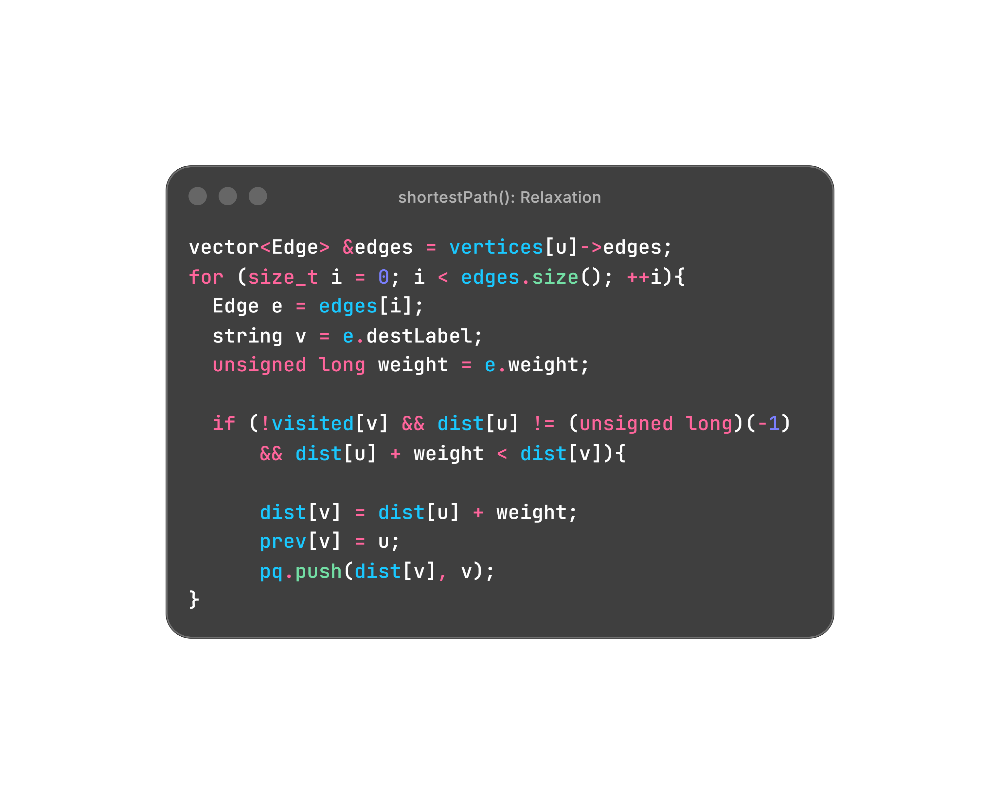 shortestPath(): Relaxation
vector<Edge> &edges = vertices[u]->edges;
for (size_t i = 0; i < edges.size(); ++i){
  Edge e = edges[i];
  string v = e.destLabel;
  unsigned long weight = e.weight;

  if (!visited[v] && dist[u] != (unsigned long)(-1)
      && dist[u] + weight < dist[v]){

      dist[v] = dist[u] + weight;
      prev[v] = u;
      pq.push(dist[v], v);
}